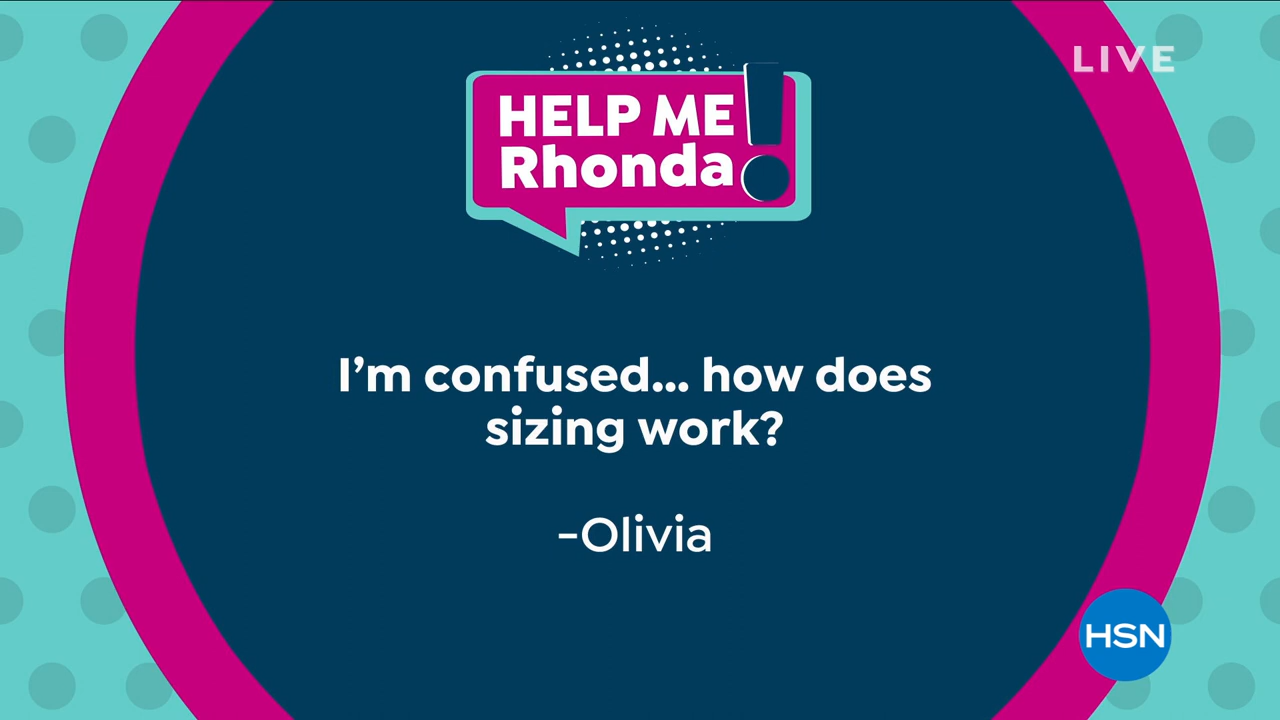 LIVE
HELP ME
Rhonda!
I'm confused... how does
sizing work?
-Olivia
HSN